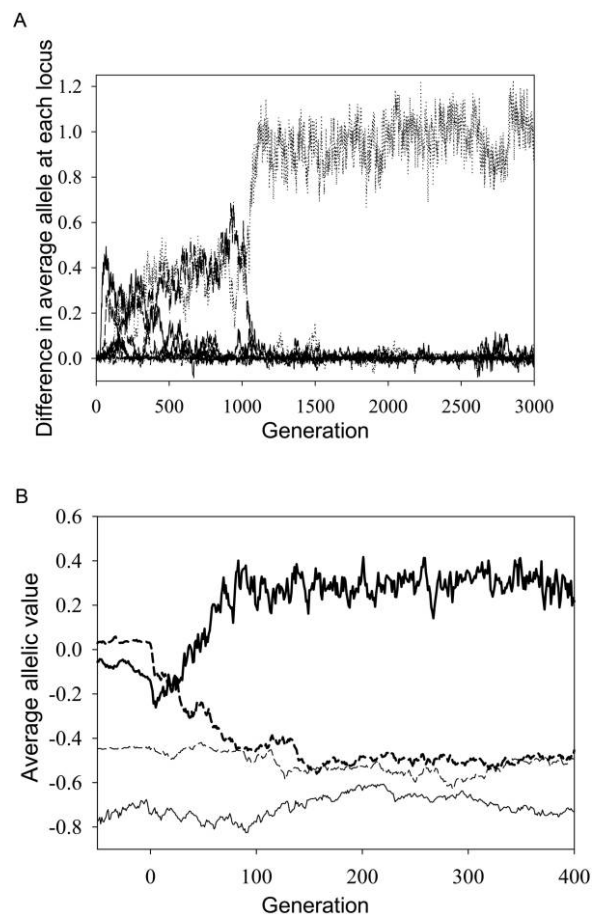 A
Difference in average allele at each locus
1.2
1.0
0.8
0.6
0.4
0.2
0.0
0 500 1000 1500 2000 2500 3000
Generation
B
Average allelic value
0.6
0.4
0.2
0.0
-0.2
-0.4
-0.6
-0.8
0 100 200 300 400
Generation